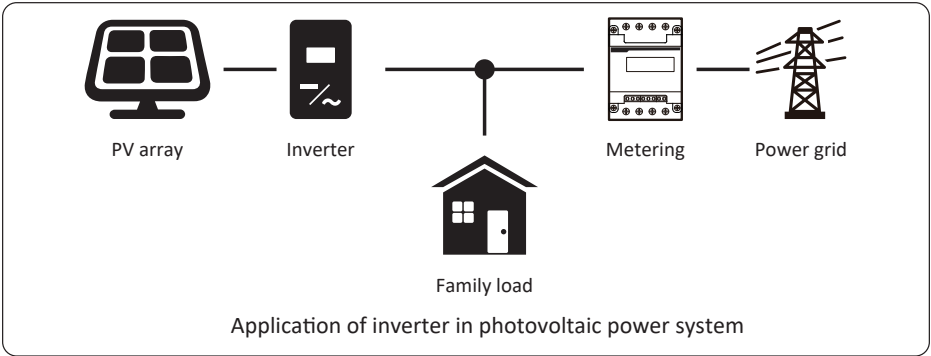 PV array
Inverter
Metering
Power grid
Family load
Application of inverter in photovoltaic power system